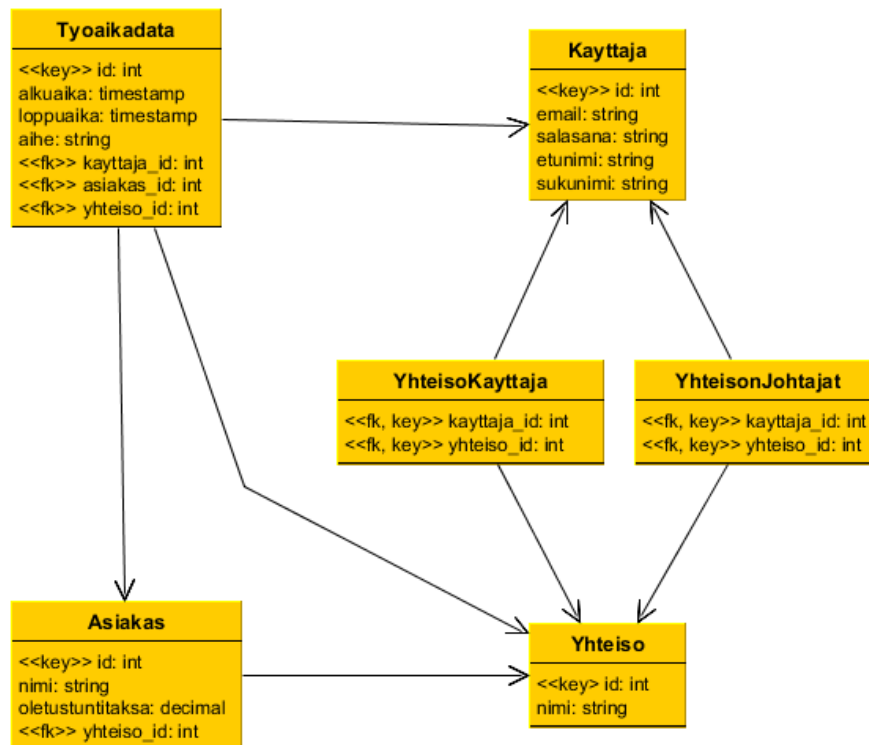 Tyoaikadata
<<key>> id: int
alkuaika: timestamp
loppuaika: timestamp
aihe: string
<<fk>> kayttaja_id: int
<<fk>> asiakas_id: int
<<fk>> yhteiso_id: int
Kayttaja
<<key>> id: int
email: string
salasana: string
etunimi: string
sukunimi: string
YhteisoKayttaja
<<fk, key>> kayttaja_id: int
<<fk, key>> yhteiso_id: int
YhteisonJohtajat
<<fk, key>> kayttaja_id: int
<<fk, key>> yhteiso_id: int
Asiakas
<<key>> id: int
nimi: string
oletustuntitaksa: decimal
<<fk>> yhteiso_id: int
Yhteiso
<<key> id: int
nimi: string